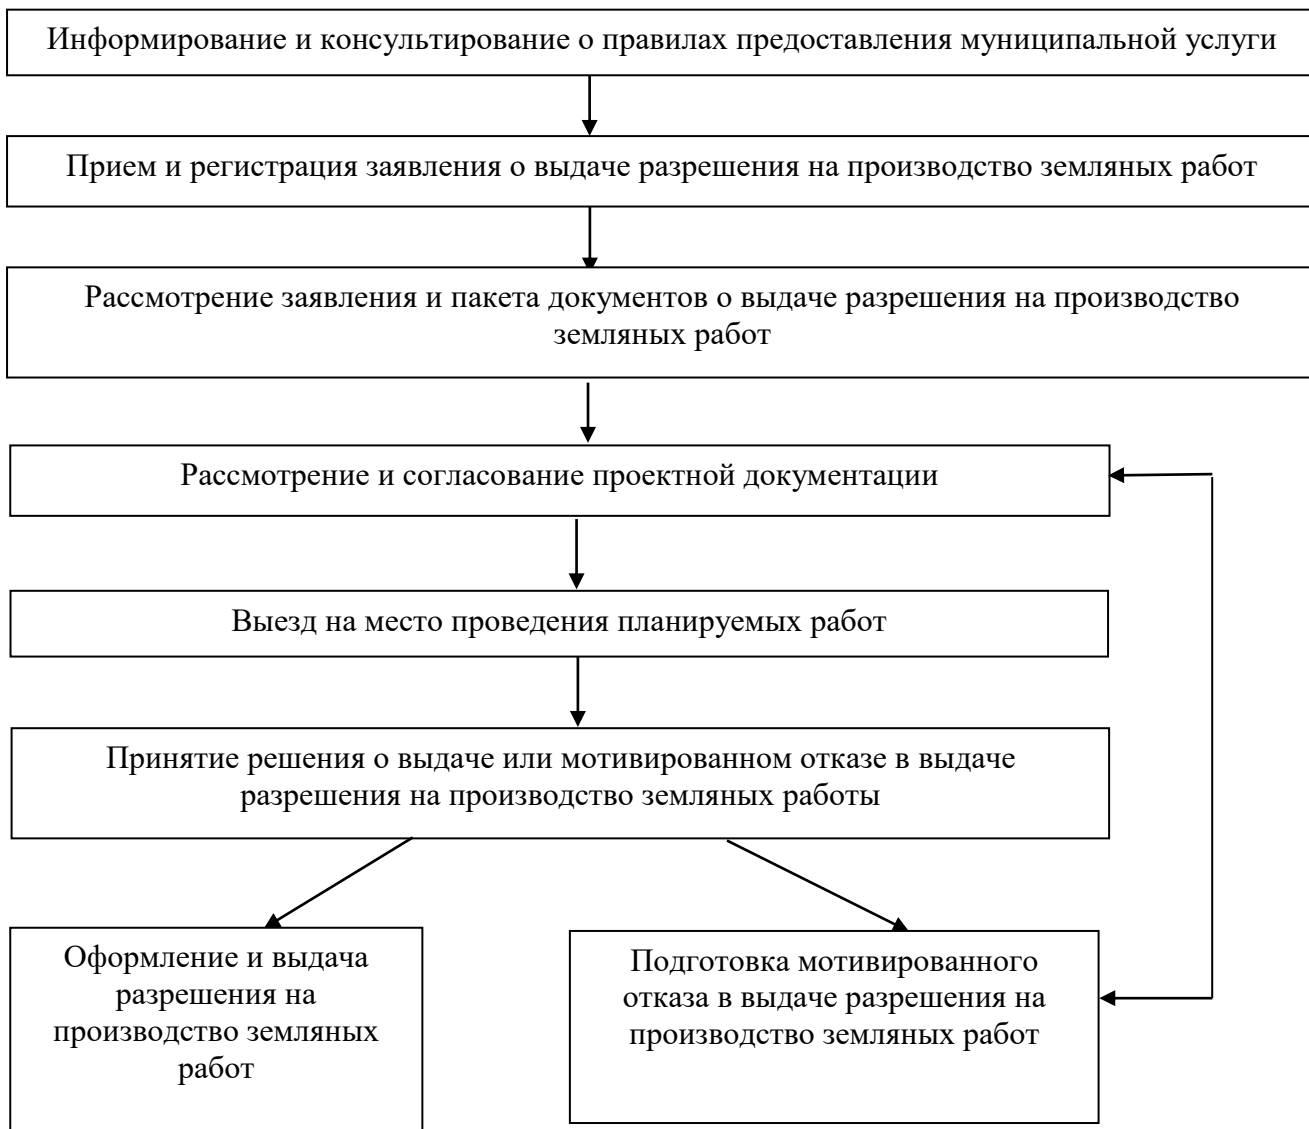 Информирование и консультирование о правилах предоставления муниципальной услуги
Прием и регистрация заявления о выдаче разрешения на производство земляных работ
Рассмотрение заявления и пакета документов о выдаче разрешения на производство
земляных работ
Рассмотрение и согласование проектной документации
Выезд на место проведения планируемых работ
Принятие решения о выдаче или мотивированном отказе в выдаче
разрешения на производство земляных работы
Оформление и выдача
разрешения на
производство земляных
работ
Подготовка мотивированного
отказа в выдаче разрешения на
производство земляных работ